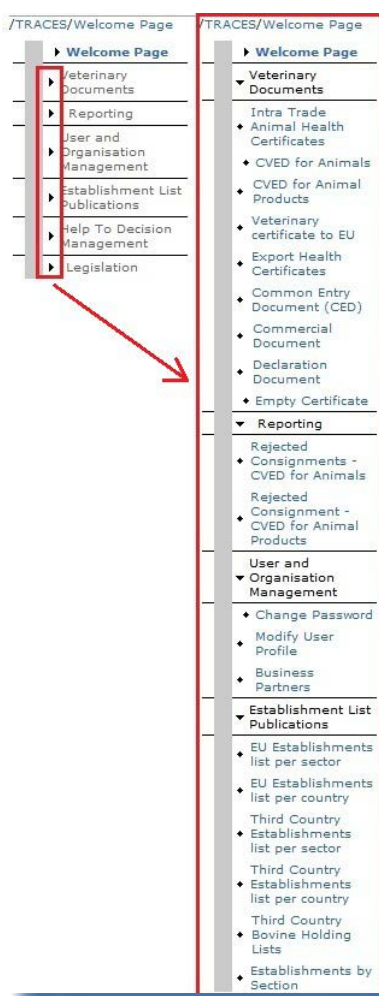 /TRACES/Welcome Page
Welcome Page
Veterinary
Documents
Reporting
User and
Organisation
Management
Establishment List
Publications
Help To Decision
Management
Legislation
/TRACES/Welcome Page
Welcome Page
Veterinary
Documents
Intra Trade
Animal Health
Certificates
CVED for Animals
CVED for Animal
Products
Veterinary
certificate to EU
Export Health
Certificates
Common Entry
Document (CED)
Commercial
Document
Declaration
Document
Empty Certificate
Reporting
Rejected
Consignments -
CVED for Animals
Rejected
Consignment -
CVED for Animal
Products
User and
Organisation
Management
Change Password
Modify User
Profile
Business
Partners
Establishment List
Publications
EU Establishments
list per sector
EU Establishments
list per country
Third Country
Establishments
list per sector
Third Country
Establishments
list per country
Third Country
Bovine Holding
Lists
Establishments by
Section